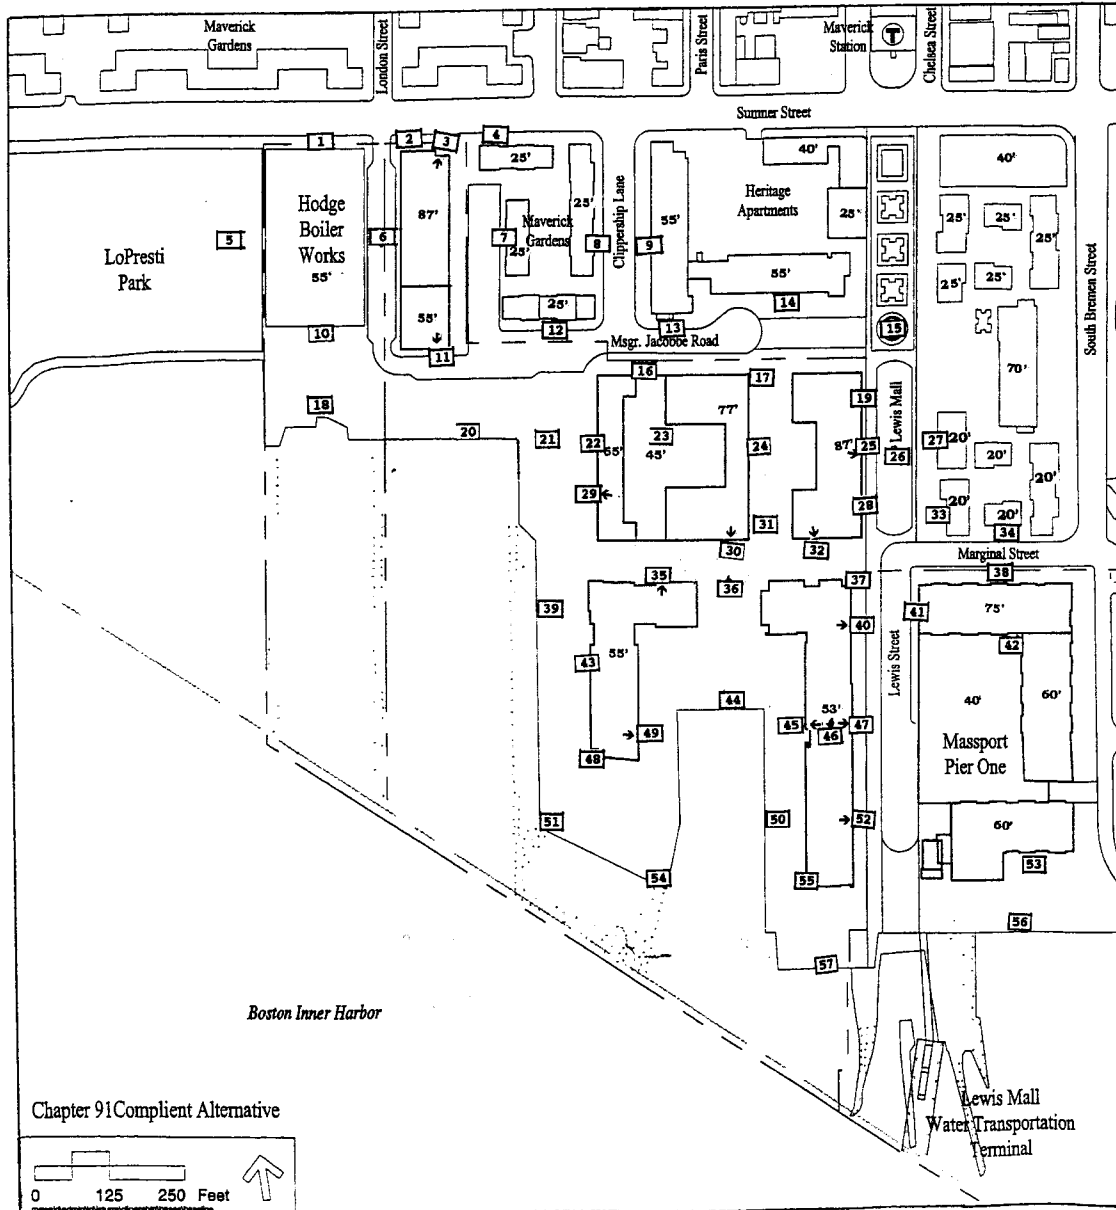 Maverick
Gardens
London Street
Paris Street
Maverick
Station
T
Chelsea Street
Sumner Street
1
2
3
4
25'
40'
40'
Hodge
Boiler
Works
55'
87'
25'
55'
Heritage
Apartments
25'
25'
25'
25'
5
6
7
Maverick
Gardens
25'
8
Clippership Lane
9
LoPresti
Park
55'
14
25'
25'
South Bremen Street
55'
25'
10
11
12
13
15
Msgr. Jacobbe Road
16
17
70'
18
19
Lewis Mall
77'
20
21
22
23
24
25
26
27
20'
55'
45'
87'
20'
20'
29
28
33
20'
20'
31
34
30
32
Marginal Street
35
36
37
38
39
40
41
75'
43
55'
42
Lewis Street
44
53'
40'
60'
45
46
47
49
48
Massport
Pier One
51
50
52
60'
53
54
55
56
57
Boston Inner Harbor
Chapter 91Complient Alternative
Lewis Mall
Water Transportation
Terminal
0 125 250 Feet